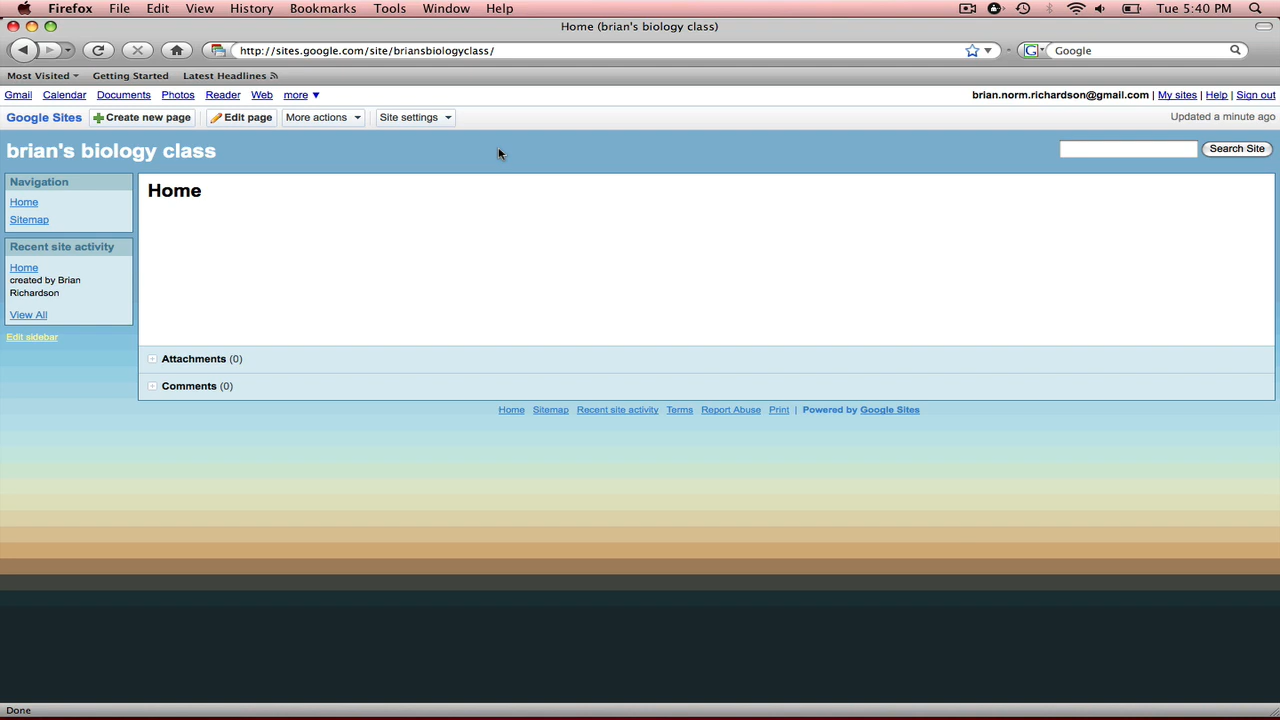 Firefox File Edit View History Bookmarks Tools Window Help Tue 5:40 PM
Home (brian's biology class)
http://sites.google.com/site/briansbiologyclass/ Google
Most Visited Getting Started Latest Headlines
Gmail Calendar Documents Photos Reader Web more ▼ brian.norm.richardson@gmail.com | My sites | Help | Sign out
Google Sites Create new page Edit page More actions Site settings Updated a minute ago
brian's biology class Search Site
Navigation
Home
Home
Sitemap
Recent site activity
Home
created by Brian
Richardson
View All
Edit sidebar
Attachments (0)
Comments (0)
Home Sitemap Recent site activity Terms Report Abuse Print | Powered by Google Sites
Done